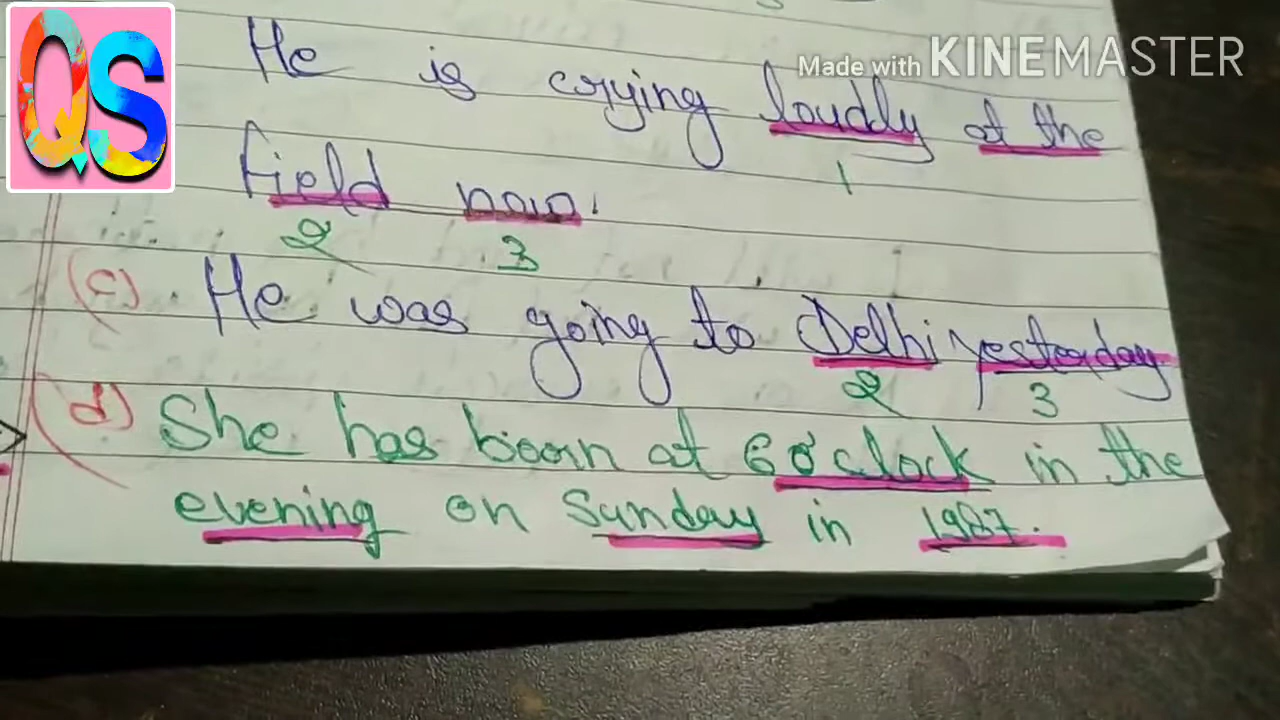 QS
Made with KINEMASTER
He is crying louddly at the
field now.
1
2 3
(c) He was going to Delhi yesterday
2 3
(d) She has born at 6 o'clock in the
evening on Sunday in 1987.